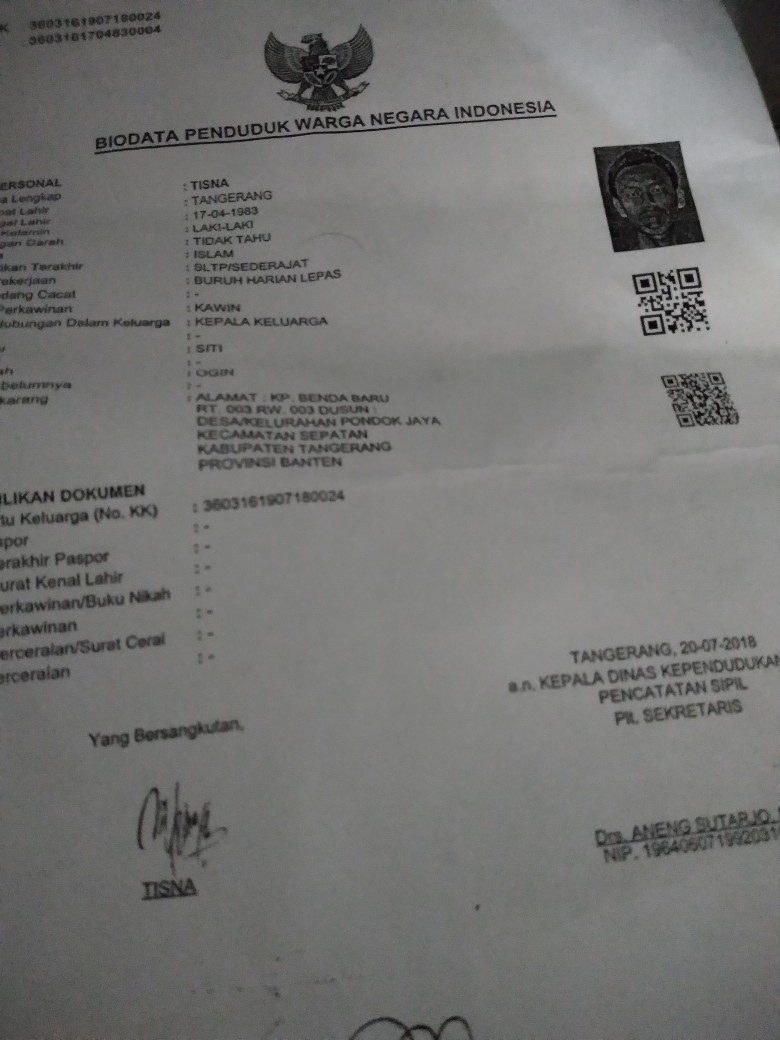 K 3603161907180024
: 3603161704830004
BIODATA PENDUDUK WARGA NEGARA INDONESIA
ERSONAL
a Lengkap : TISNA
pat Lahir : TANGERANG
ggal Lahir : 17-04-1983
Kelamin : LAKI-LAKI
gan Darah : TIDAK TAHU
a : ISLAM
ikan Terakhir : SLTP/SEDERAJAT
ekerjaan : BURUH HARIAN LEPAS
dang Cacat : -
Perkawinan : KAWIN
Hubungan Dalam Keluarga : KEPALA KELUARGA
: -
: SITI
: -
ah : OGIN
belumnya : -
karang : ALAMAT : KP. BENDA BARU
RT. 003 RW. 003 DUSUN :
DESA/KELURAHAN PONDOK JAYA
KECAMATAN SEPATAN
KABUPATEN TANGERANG
PROVINSI BANTEN
ILIKAN DOKUMEN
tu Keluarga (No. KK) : 3603161907180024
spor : -
erakhir Paspor : -
urat Kenal Lahir : -
erkawinan/Buku Nikah : -
erkawinan : -
erceraian/Surat Cerai : -
erceraian : -
TANGERANG, 20-07-2018
a.n. KEPALA DINAS KEPENDUDUKAN
PENCATATAN SIPIL
Plt. SEKRETARIS
Yang Bersangkutan,
TISNA
Drs. ANENG SUTARJO,
NIP. 196406071992031